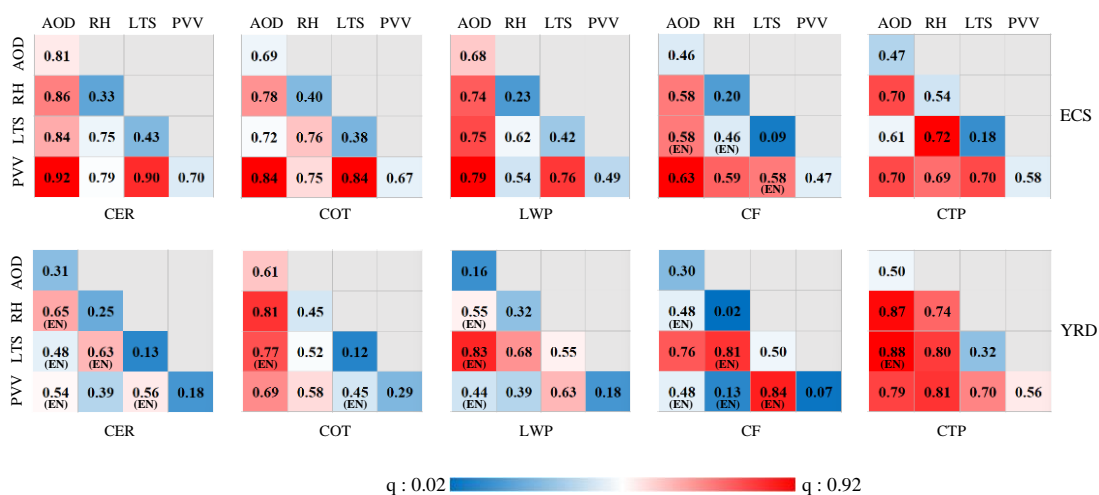 AOD RH LTS PVV AOD RH LTS PVV AOD RH LTS PVV AOD RH LTS PVV AOD RH LTS PVV
AOD 0.81 0.69 0.68 0.46 0.47
RH 0.86 0.33 0.78 0.40 0.74 0.23 0.58 0.20 0.70 0.54 ECS
LTS 0.84 0.75 0.43 0.72 0.76 0.38 0.75 0.62 0.42 0.58 0.46 0.09 0.61 0.72 0.18
(EN) (EN)
PVV 0.92 0.79 0.90 0.70 0.84 0.75 0.84 0.67 0.79 0.54 0.76 0.49 0.63 0.59 0.58 0.47 0.70 0.69 0.70 0.58
(EN)
CER COT LWP CF CTP
AOD 0.31 0.61 0.16 0.30 0.50
RH 0.65 0.25 0.81 0.45 0.55 0.32 0.48 0.02 0.87 0.74 YRD
(EN) (EN) (EN)
LTS 0.48 0.63 0.13 0.77 0.52 0.12 0.83 0.68 0.55 0.76 0.81 0.50 0.88 0.80 0.32
(EN) (EN) (EN) (EN) (EN) (EN)
PVV 0.54 0.39 0.56 0.18 0.69 0.58 0.45 0.29 0.44 0.39 0.63 0.18 0.48 0.13 0.84 0.07 0.79 0.81 0.70 0.56
(EN) (EN) (EN) (EN) (EN) (EN) (EN)
CER COT LWP CF CTP
q : 0.02 q : 0.92